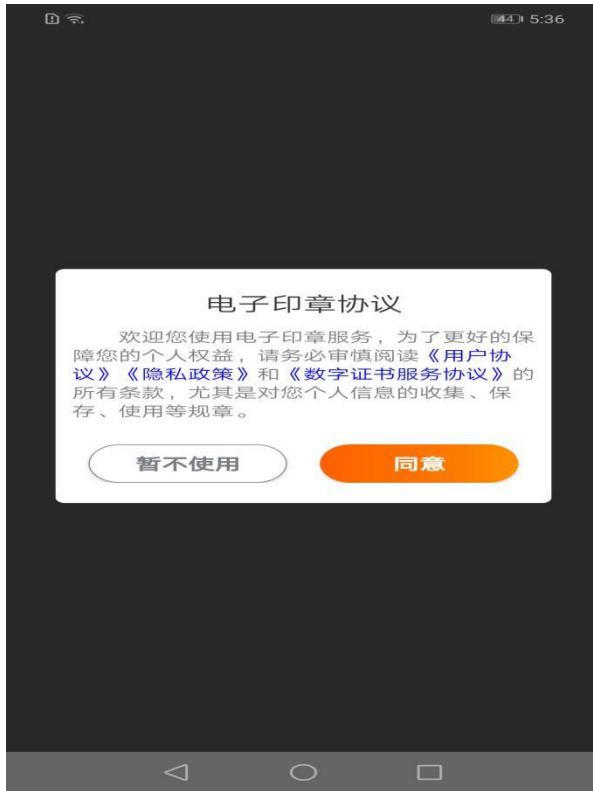 44 5:36
电子印章协议
欢迎您使用电子印章服务，为了更好的保
障您的个人权益，请务必审慎阅读《用户协
议》《隐私政策》和《数字证书服务协议》的
所有条款，尤其是对您个人信息的收集、保
存、使用等规章。
暂不使用 同意